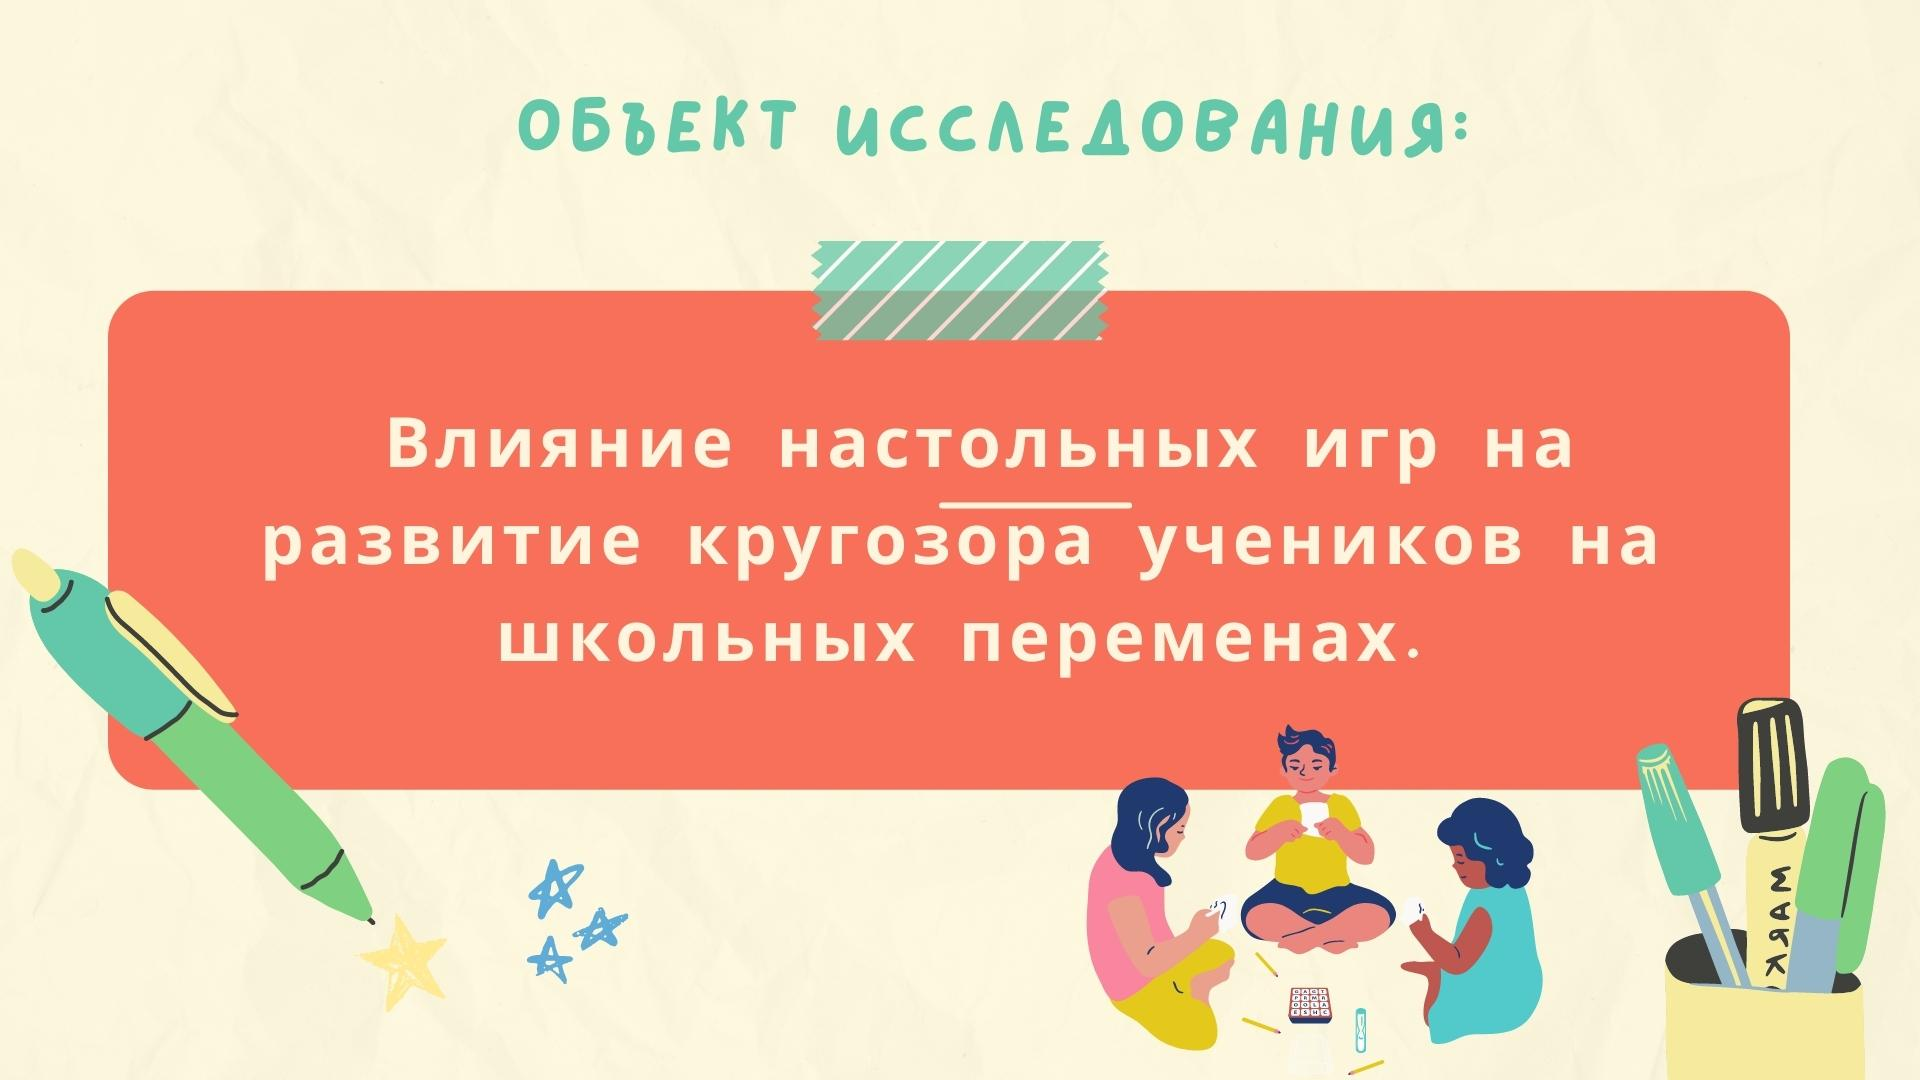 ОБЪЕКТ ИССЛЕДОВАНИЯ:
Влияние настольных игр на
развитие кругозора учеников на
школьных переменах.